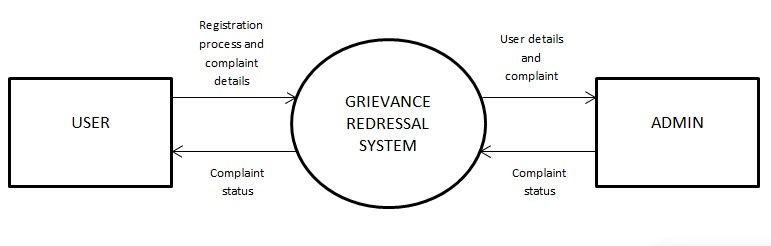 Registration
process and
complaint
details
User details
and
complaint
USER
GRIEVANCE
REDRESSAL
SYSTEM
ADMIN
Complaint
status
Complaint
status